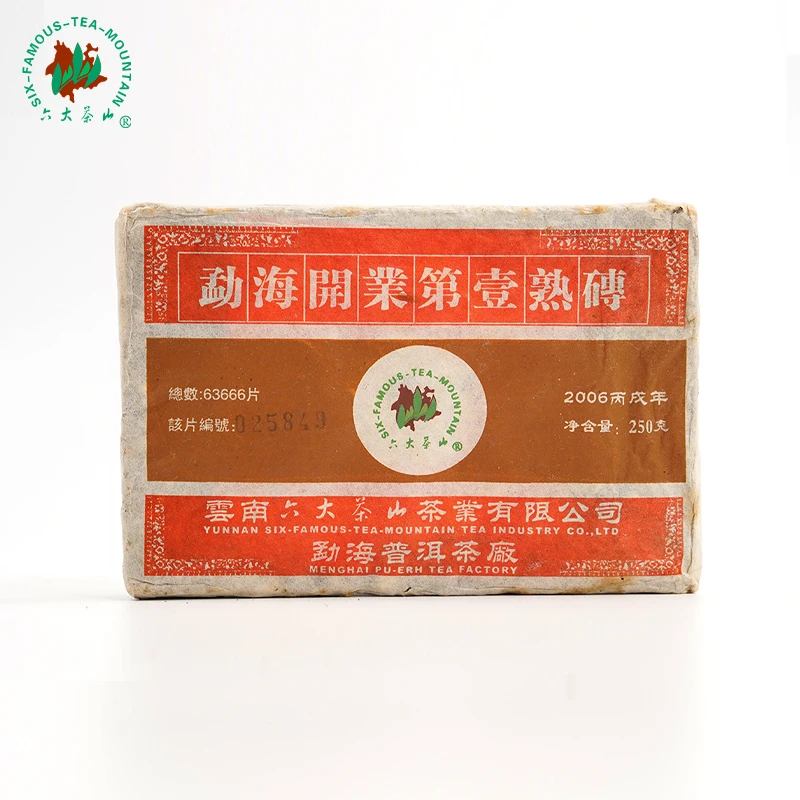 SIX-FAMOUS-TEA-MOUNTAIN
六大茶山®
勐海開業第壹熟磚
總數:63666片
該片編號:025849
SIX-FAMOUS-TEA-MOUNTAIN
六大茶山®
2006丙戌年
净含量: 250克
雲南六大茶山茶業有限公司
YUNNAN SIX-FAMOUS-TEA-MOUNTAIN TEA INDUSTRY CO.,LTD
勐海普洱茶廠
MENGHAI PU-ERH TEA FACTORY